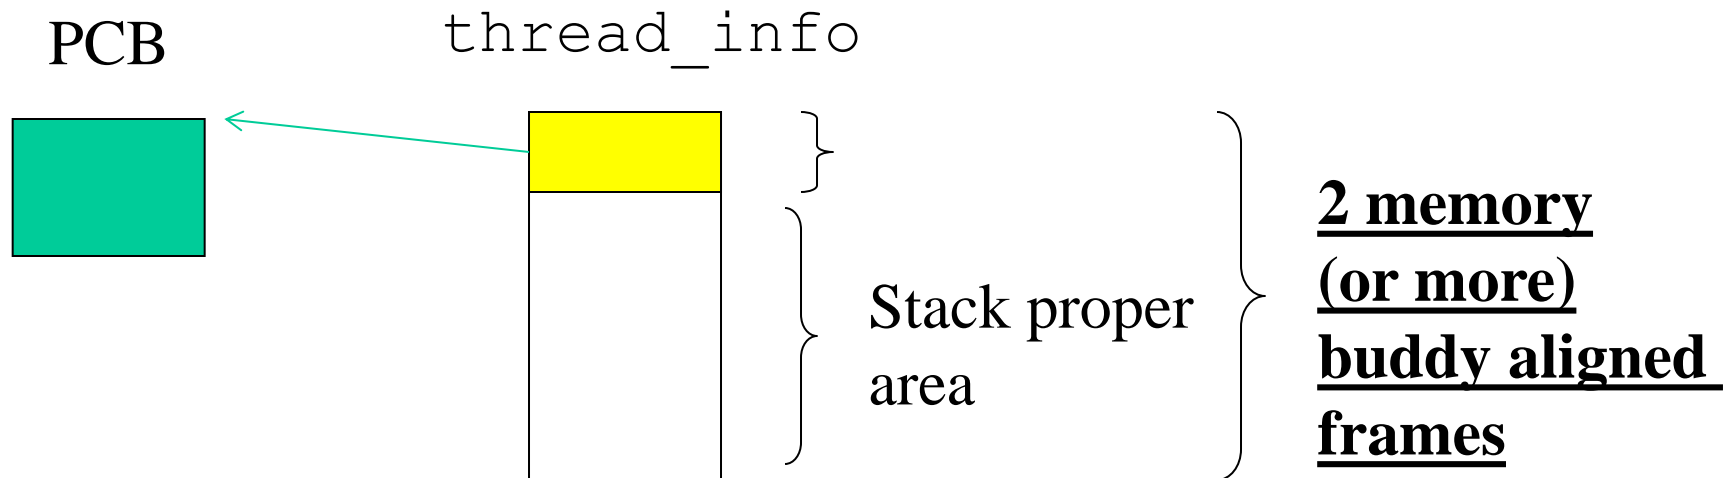 PCB
thread_info
Stack proper
area
2 memory
(or more)
buddy aligned
frames